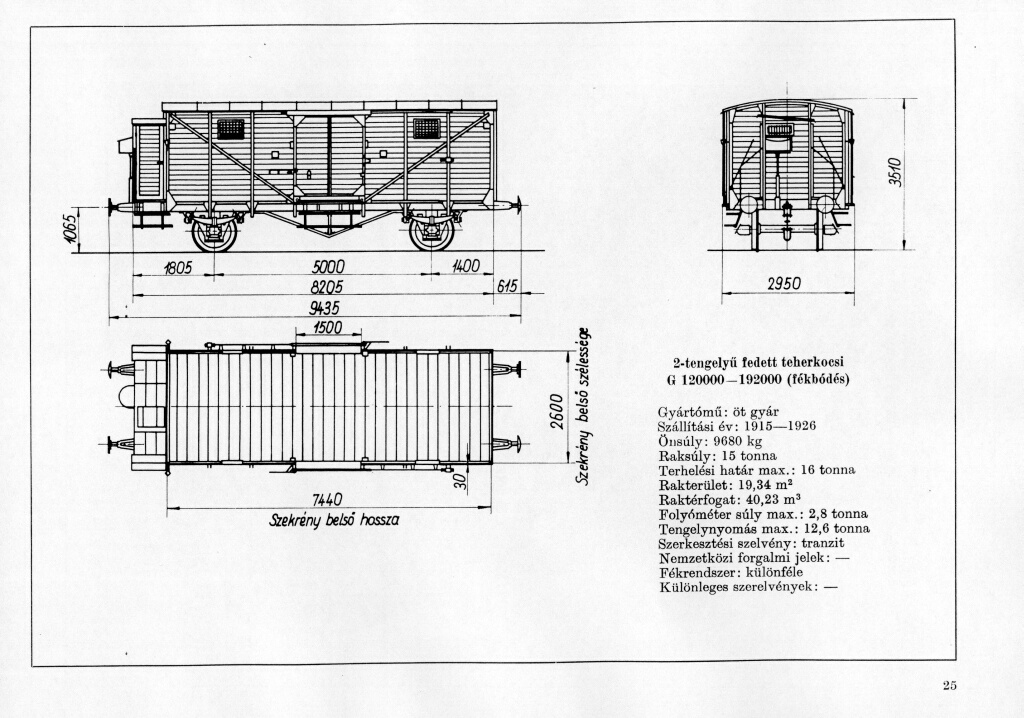 1065
1805
5000
1400
8205
615
9435
3510
2950
1500
2600
Szekrény belső szélessége
30
7440
Szekrény belső hossza
2-tengelyű fedett teherkocsi
G 120000—192000 (fékbódés)
Gyártómű: öt gyár
Szállítási év: 1915—1926
Önsúly: 9680 kg
Raksúly: 15 tonna
Terhelési határ max.: 16 tonna
Rakterület: 19,34 m²
Raktérfogat: 40,23 m³
Folyóméter súly max.: 2,8 tonna
Tengelynyomás max.: 12,6 tonna
Szerkesztési szelvény: tranzit
Nemzetközi forgalmi jelek: —
Fékrendszer: különféle
Különleges szerelvények: —
25